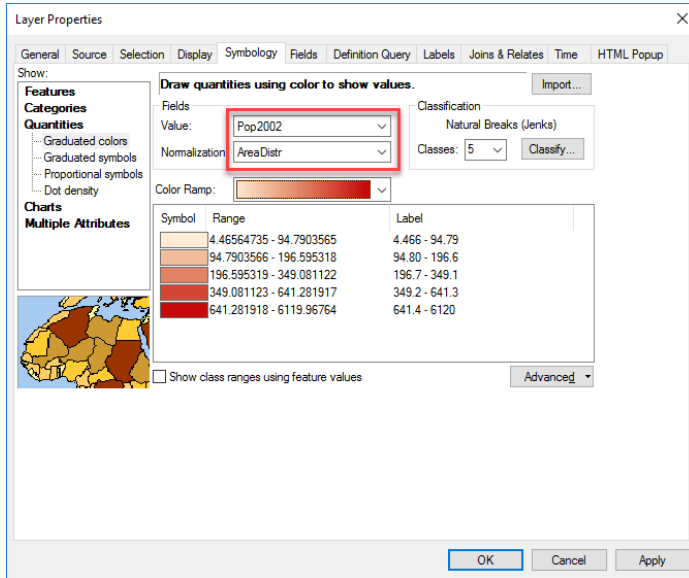 Layer Properties
General Source Selection Display Symbology Fields Definition Query Labels Joins & Relates Time HTML Popup
Show:
Features
Categories
Quantities
Graduated colors
Graduated symbols
Proportional symbols
Dot density
Charts
Multiple Attributes
Draw quantities using color to show values.
Import...
Fields
Value: Pop2002
Normalization AreaDistr
Classification
Natural Breaks (Jenks)
Classes: 5 Classify...
Color Ramp:
Symbol Range Label
4.46564735 - 94.7903565 4.466 - 94.79
94.7903566 - 196.595318 94.80 - 196.6
196.595319 - 349.081122 196.7 - 349.1
349.081123 - 641.281917 349.2 - 641.3
641.281918 - 6119.96764 641.4 - 6120
Show class ranges using feature values
Advanced
OK Cancel Apply